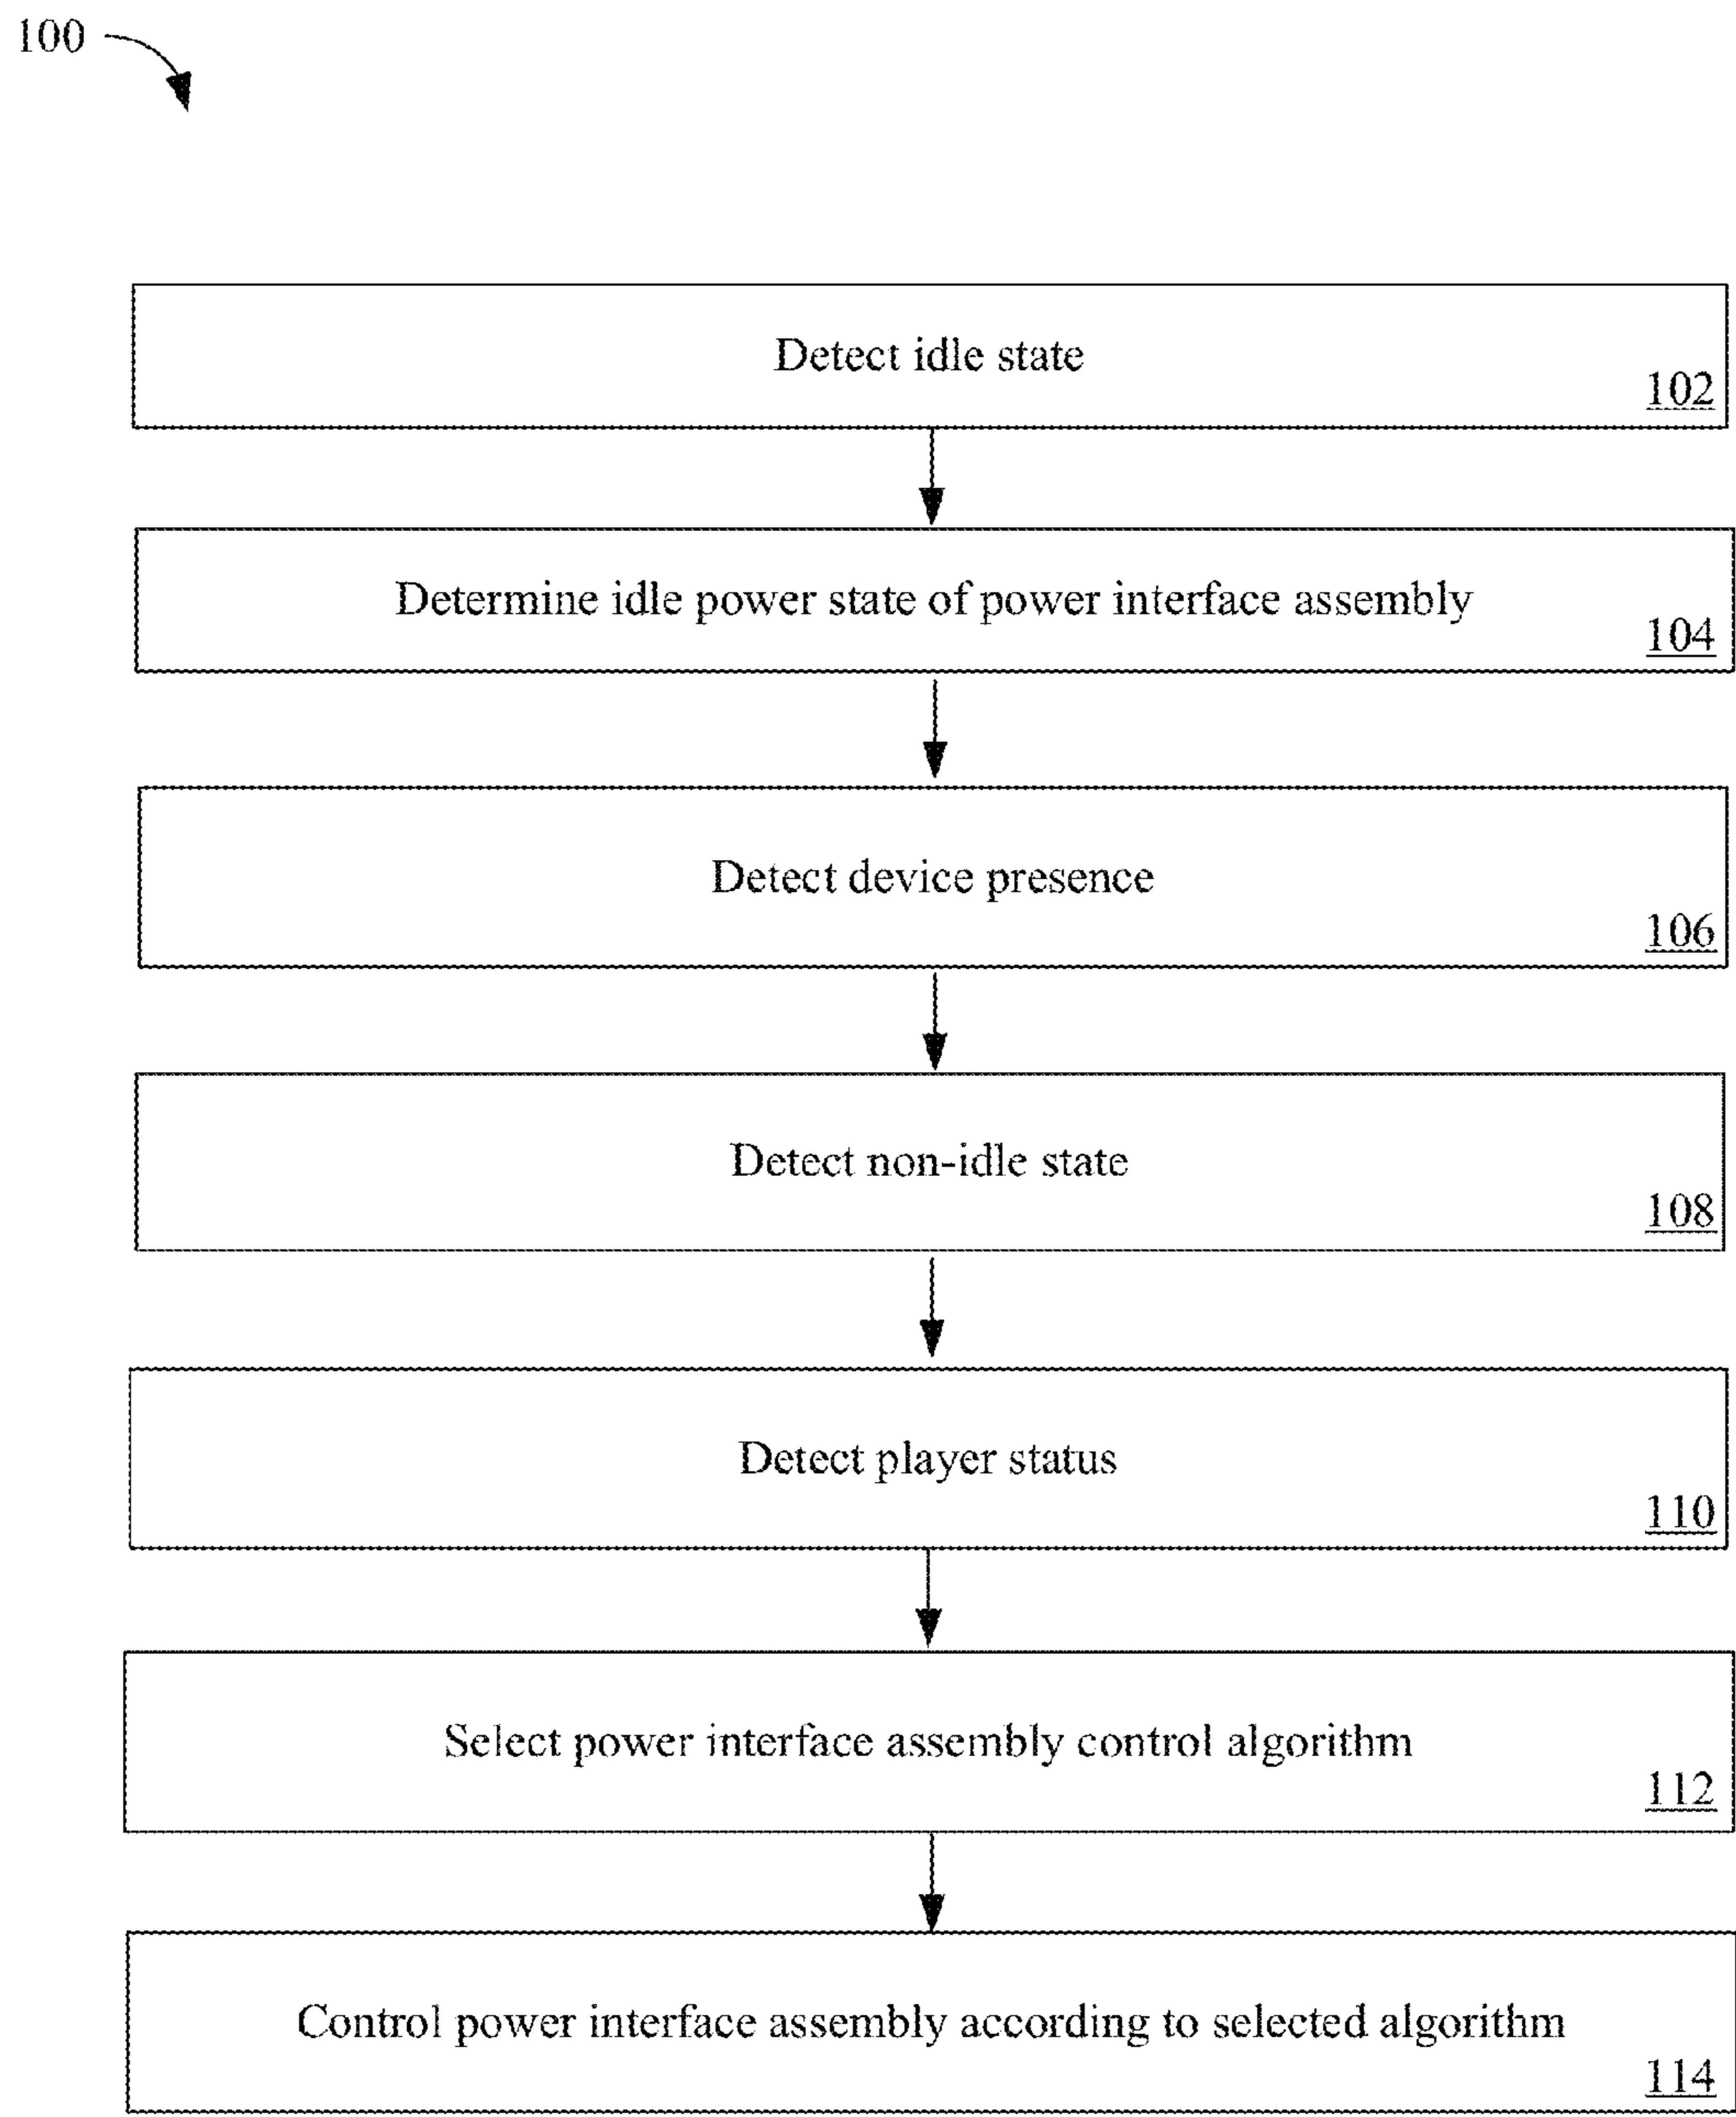 100
Detect idle state
102
Determine idle power state of power interface assembly
104
Detect device presence
106
Detect non-idle state
108
Detect player status
110
Select power interface assembly control algorithm
112
Control power interface assembly according to selected algorithm
114